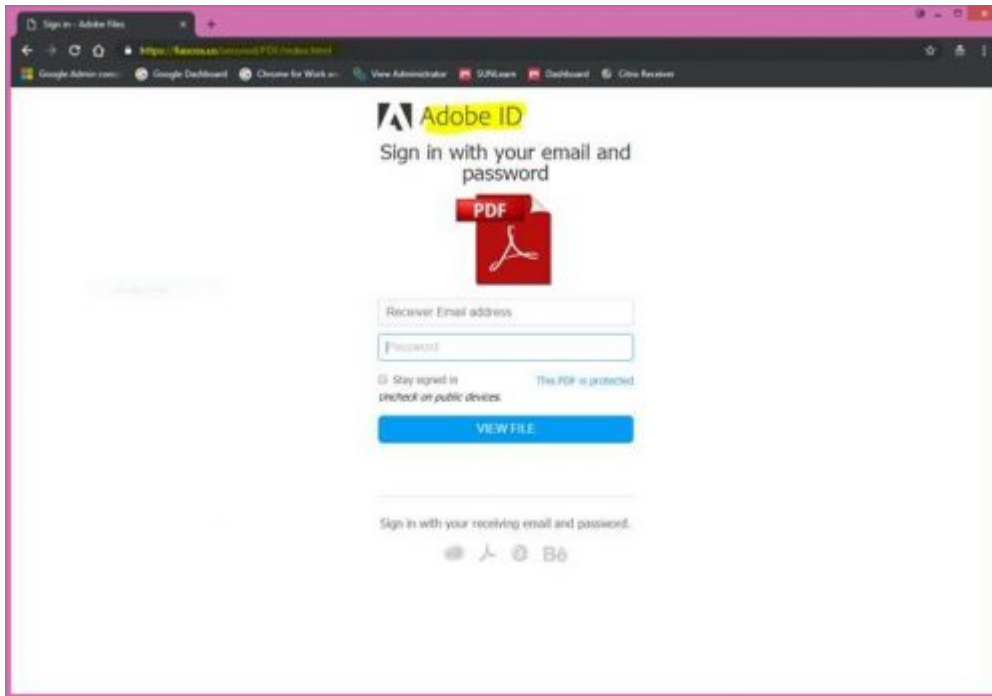 Sign in - Adobe Files
Google Admin
Google Dashboard
Chrome for Work
View Administrator
SUNLearn
Dashboard
Citrix Receiver
Adobe ID
Sign in with your email and
password
PDF
Receiver Email address
Password
Stay signed in
This PDF is protected
Uncheck on public devices.
VIEW FILE
Sign in with your receiving email and password.
Bē